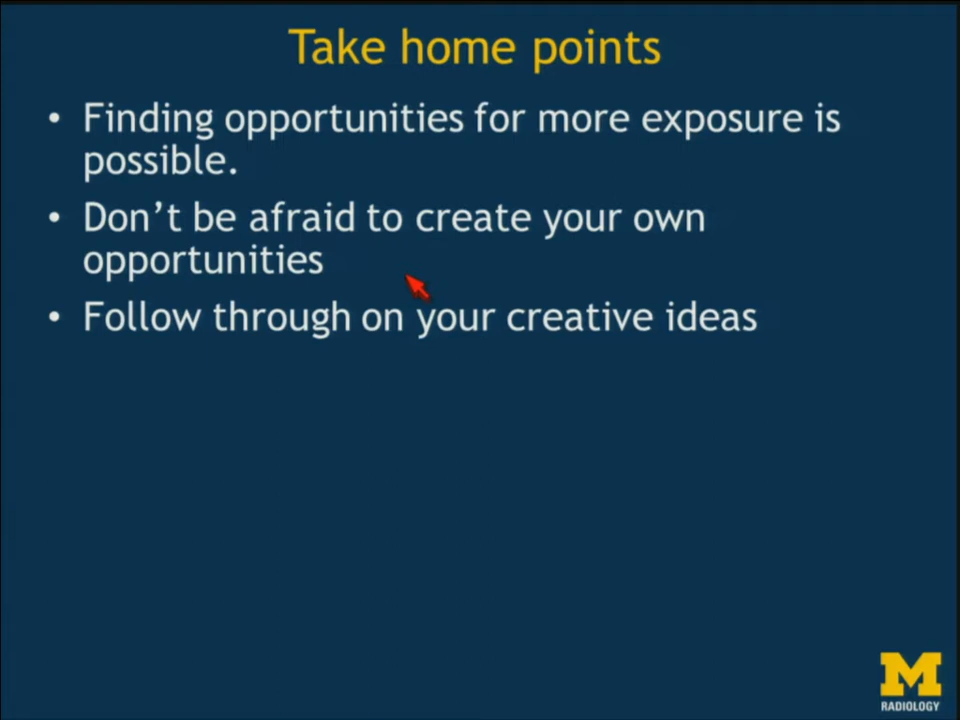 Take home points
• Finding opportunities for more exposure is
possible.
• Don't be afraid to create your own
opportunities
• Follow through on your creative ideas
M
RADIOLOGY